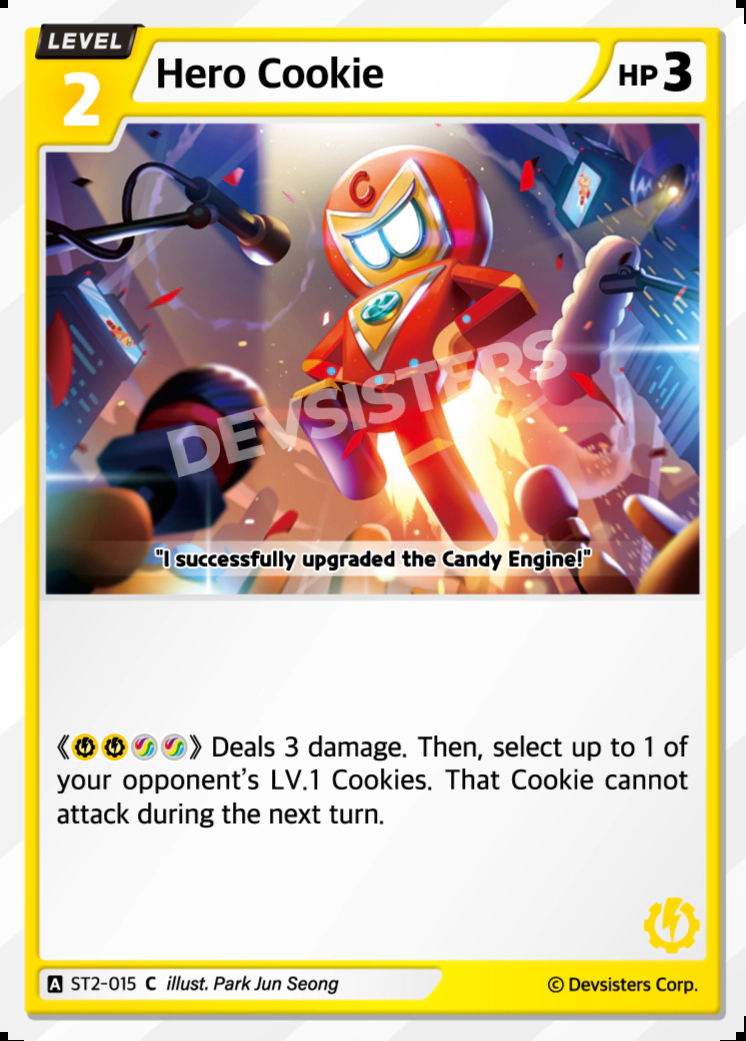 LEVEL
2
Hero Cookie
HP 3
C
DEVSISTERS
"I successfully upgraded the Candy Engine!"
《 》 Deals 3 damage. Then, select up to 1 of
your opponent's LV.1 Cookies. That Cookie cannot
attack during the next turn.
A ST2-015 C illust. Park Jun Seong
© Devsisters Corp.